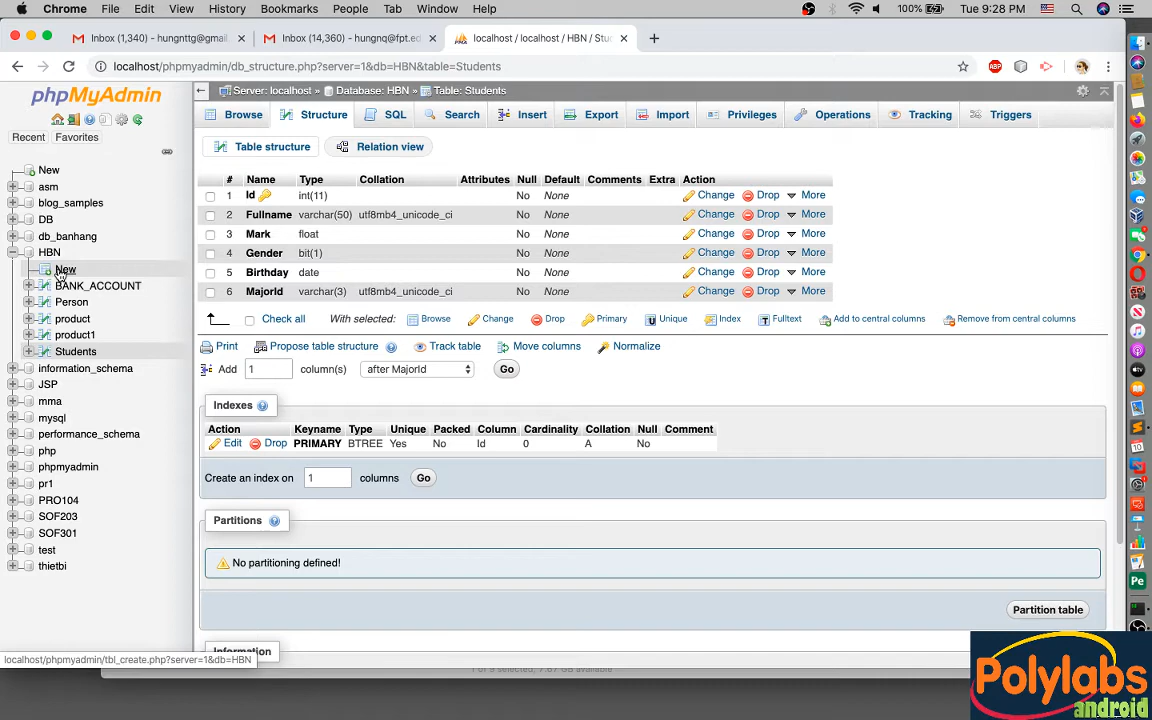 Chrome File Edit View History Bookmarks People Tab Window Help 100% Tue 9:28 PM
Inbox (1,340) - hungnttg@gmail. Inbox (14,360) - hungnq@fpt.ed localhost / localhost / HBN / Stud
localhost/phpmyadmin/db_structure.php?server=1&db=HBN&table=Students
ABP
phpMyAdmin
Recent Favorites
New
asm
blog_samples
DB
db_banhang
HBN
New
BANK_ACCOUNT
Person
product
product1
Students
information_schema
JSP
mma
mysql
performance_schema
php
phpmyadmin
pr1
PRO104
SOF203
SOF301
test
thietbi
localhost/phpmyadmin/tbl_create.php?server=1&db=HBN
Server: localhost » Database: HBN » Table: Students
Browse Structure SQL Search Insert Export Import Privileges Operations Tracking Triggers
Table structure Relation view
# Name Type Collation Attributes Null Default Comments Extra Action
1 Id int(11) No None Change Drop More
2 Fullname varchar(50) utf8mb4_unicode_ci No None Change Drop More
3 Mark float No None Change Drop More
4 Gender bit(1) No None Change Drop More
5 Birthday date No None Change Drop More
6 MajorId varchar(3) utf8mb4_unicode_ci No None Change Drop More
Check all With selected: Browse Change Drop Primary Unique Index Fulltext Add to central columns Remove from central columns
Print Propose table structure Track table Move columns Normalize
Add 1 column(s) after MajorId Go
Indexes
Action Keyname Type Unique Packed Column Cardinality Collation Null Comment
Edit Drop PRIMARY BTREE Yes No Id 0 A No
Create an index on 1 columns Go
Partitions
No partitioning defined!
Partition table
Information
Polylabs
android